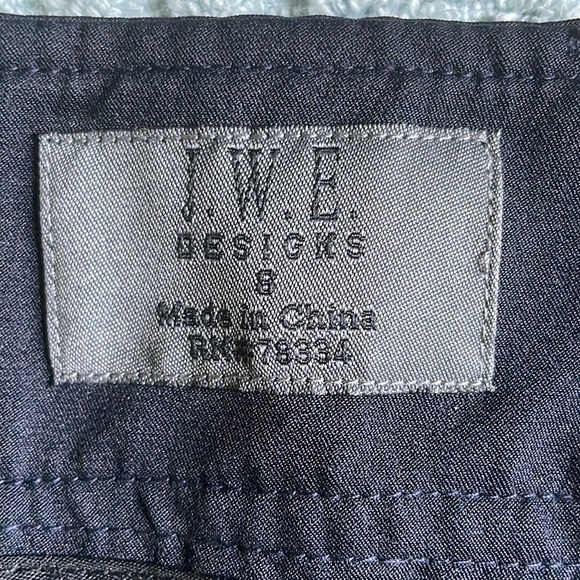 I.W.E.
DESIGNS
8
Made in China
RN#78334